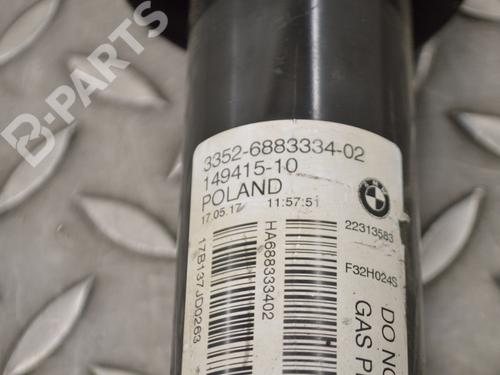 B-PARTS
3352-6883334-02
149415-10
POLAND
17.05.17 11:57:51
BMW
22313583
F32H024S
HA688333402
17B137JD0263
DO NO
GAS P